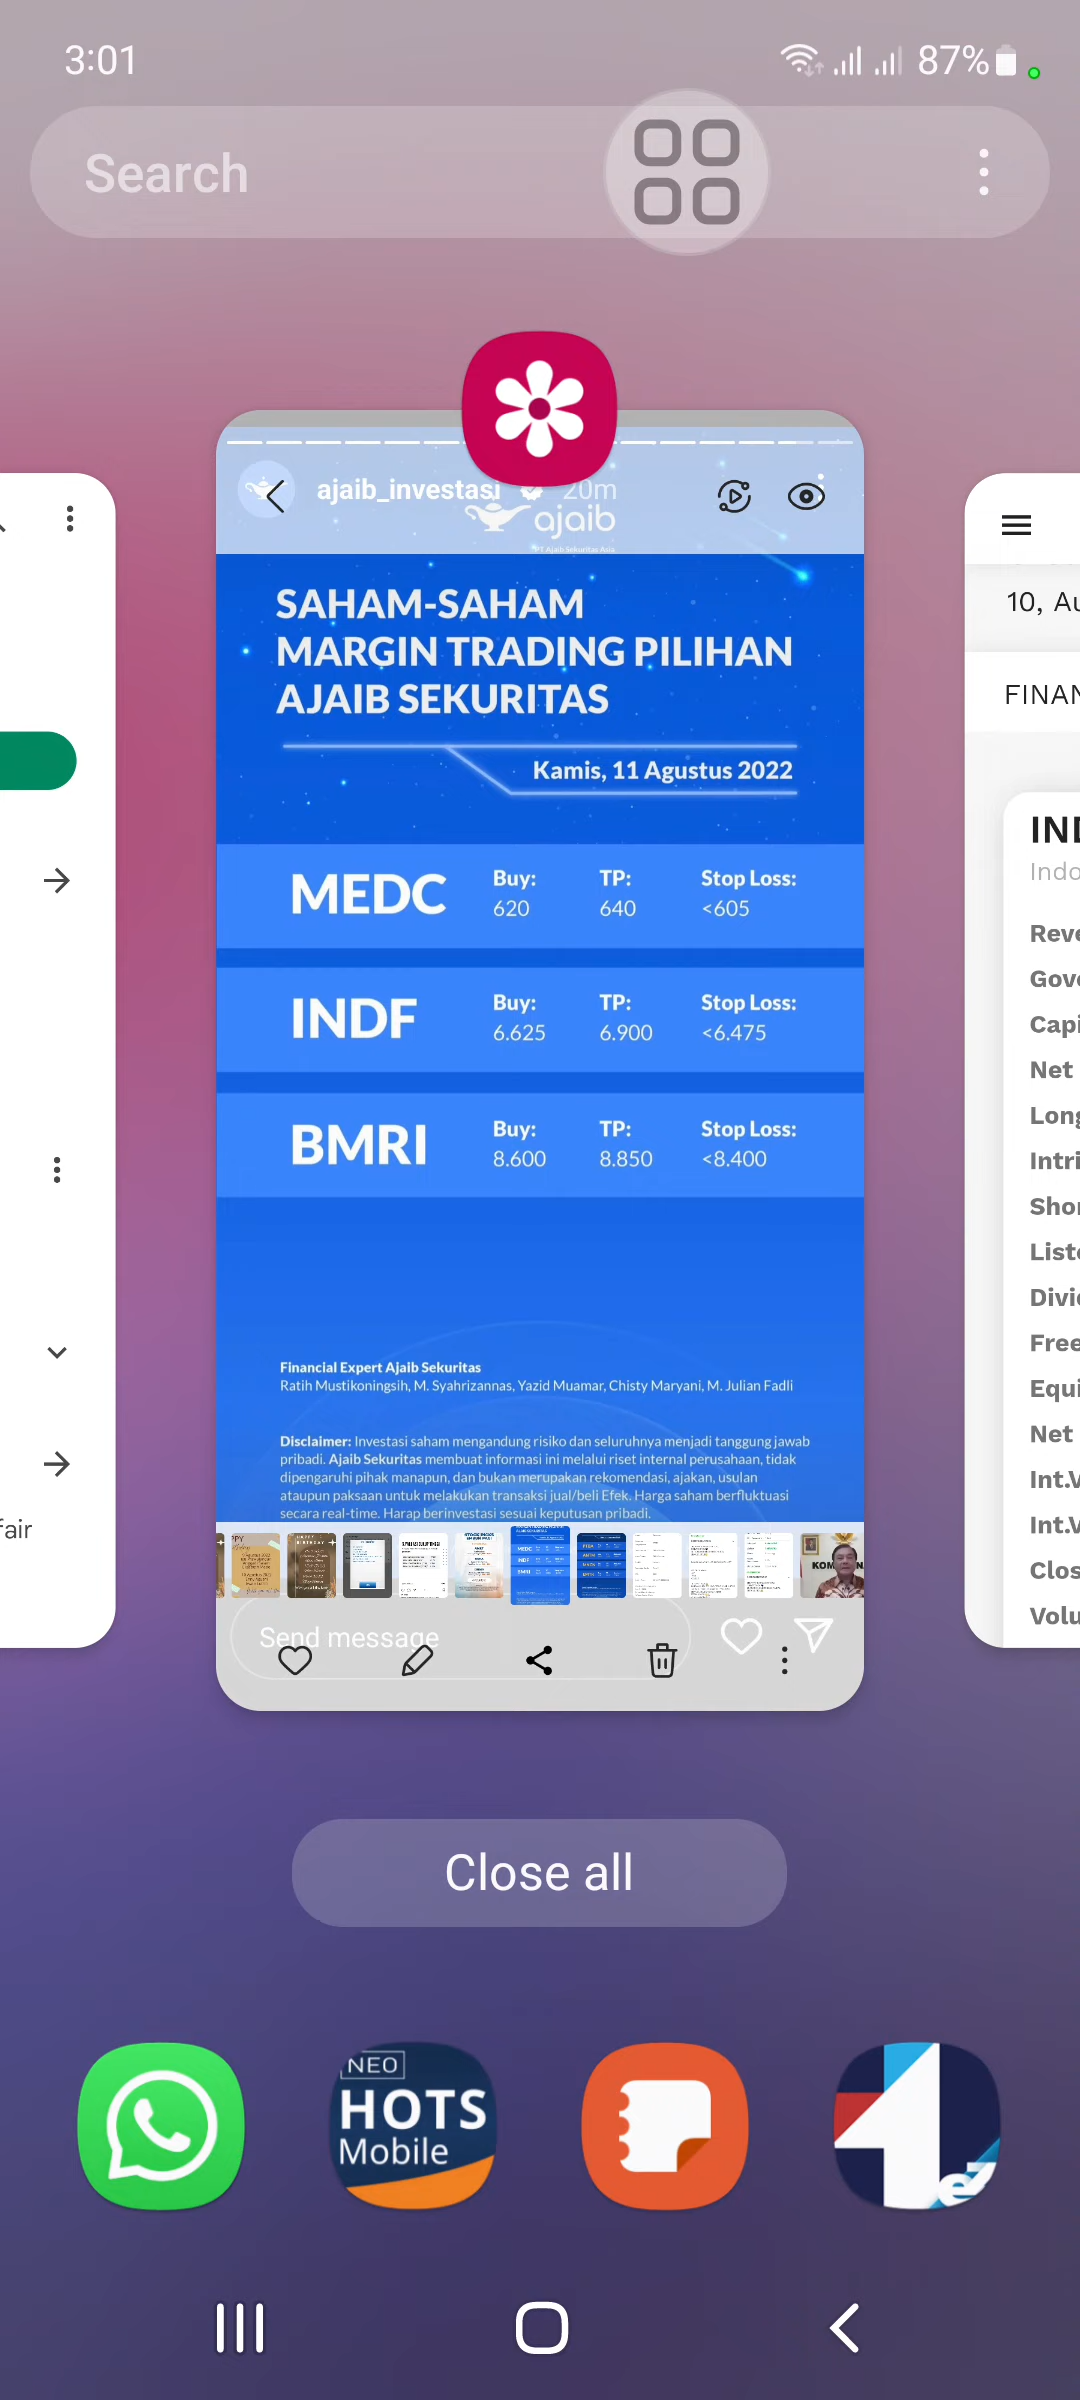 3:01
87%
Search
ajaib_investasi 20m
ajaib
PT Ajaib Sekuritas Asia
SAHAM-SAHAM
MARGIN TRADING PILIHAN
AJAIB SEKURITAS
Kamis, 11 Agustus 2022
MEDC
Buy: TP: Stop Loss:
620 640 <605
INDF
Buy: TP: Stop Loss:
6.625 6.900 <6.475
BMRI
Buy: TP: Stop Loss:
8.600 8.850 <8.400
Financial Expert Ajaib Sekuritas
Ratih Mustikoningsih, M. Syahrizannas, Yazid Muamar, Chisty Maryani, M. Julian Fadli
Disclaimer: Investasi saham mengandung risiko dan seluruhnya menjadi tanggung jawab
pribadi. Ajaib Sekuritas membuat informasi ini melalui riset internal perusahaan, tidak
dipengaruhi pihak manapun, dan bukan merupakan rekomendasi, ajakan, usulan
ataupun paksaan untuk melakukan transaksi jual/beli Efek. Harga saham berfluktuasi
secara real-time. Harap berinvestasi sesuai keputusan pribadi.
Send message
fair
10, Au
FINAN
IND
Indo
Reve
Gove
Capi
Net
Long
Intri
Shor
Liste
Divid
Free
Equi
Net
Int.V
Int.V
Clos
Volu
Close all
NEO
HOTS
Mobile